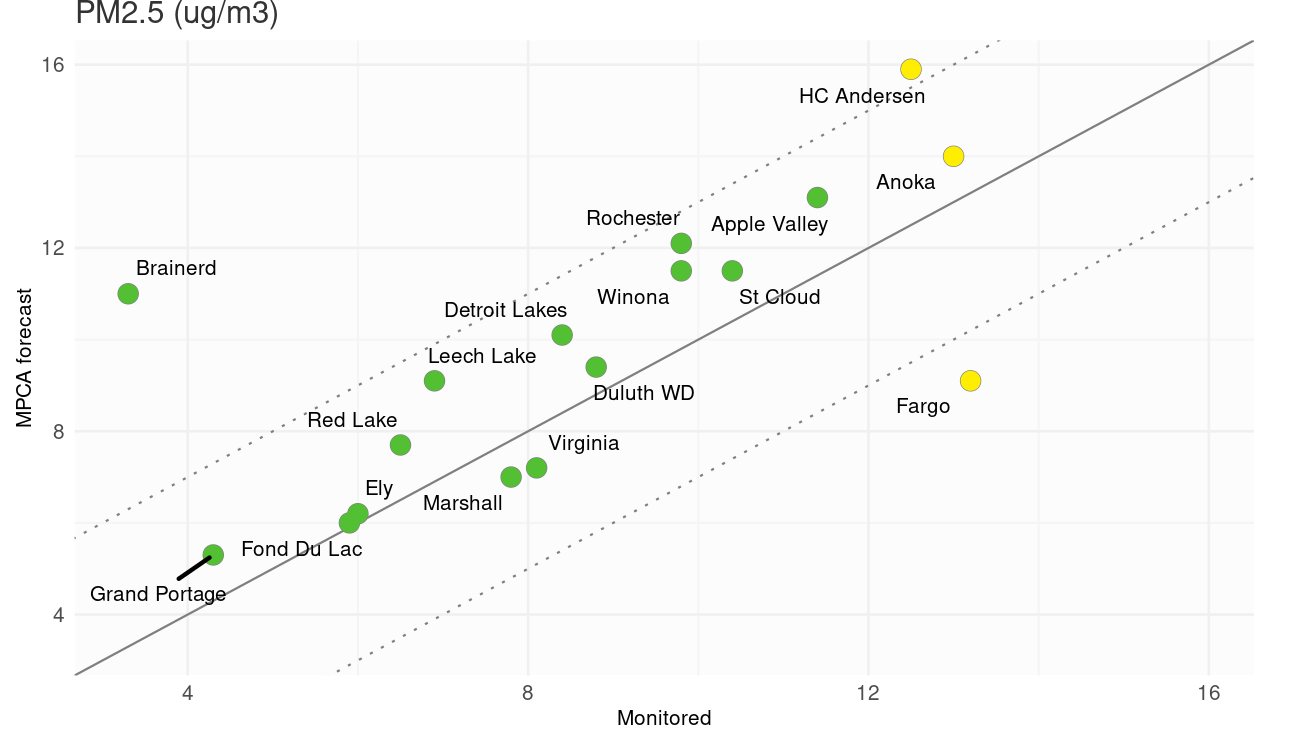 PM2.5 (ug/m3)
16
HC Andersen
Anoka
Rochester
Apple Valley
12
Brainerd
Winona
St Cloud
Detroit Lakes
Leech Lake
Duluth WD
Fargo
MPCA forecast
Red Lake
8
Virginia
Ely
Marshall
Fond Du Lac
Grand Portage
4
4
8
12
16
Monitored